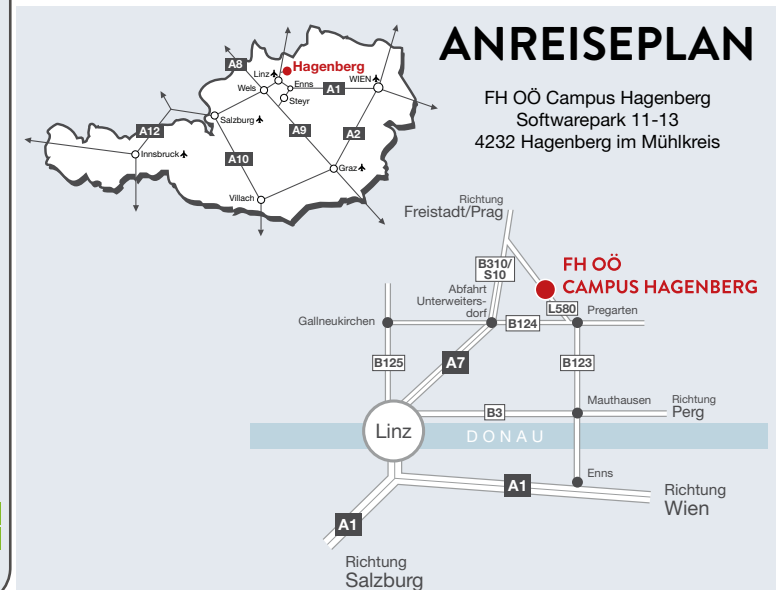 ANREISEPLAN
FH OÖ Campus Hagenberg
Softwarepark 11-13
4232 Hagenberg im Mühlkreis
A8
Linz
Hagenberg
Wels
Enns
A1
WIEN
Steyr
Salzburg
A12
A9
A2
Innsbruck
A10
Graz
Villach
Richtung
Freistadt/Prag
B310/
S10
FH OÖ
CAMPUS HAGENBERG
Abfahrt
Unterweiters-
dorf
L580
Gallneukirchen
B124
Pregarten
B125
A7
B123
Mauthausen
Richtung
Perg
B3
Linz
DONAU
Enns
A1
Richtung
Wien
A1
Richtung
Salzburg